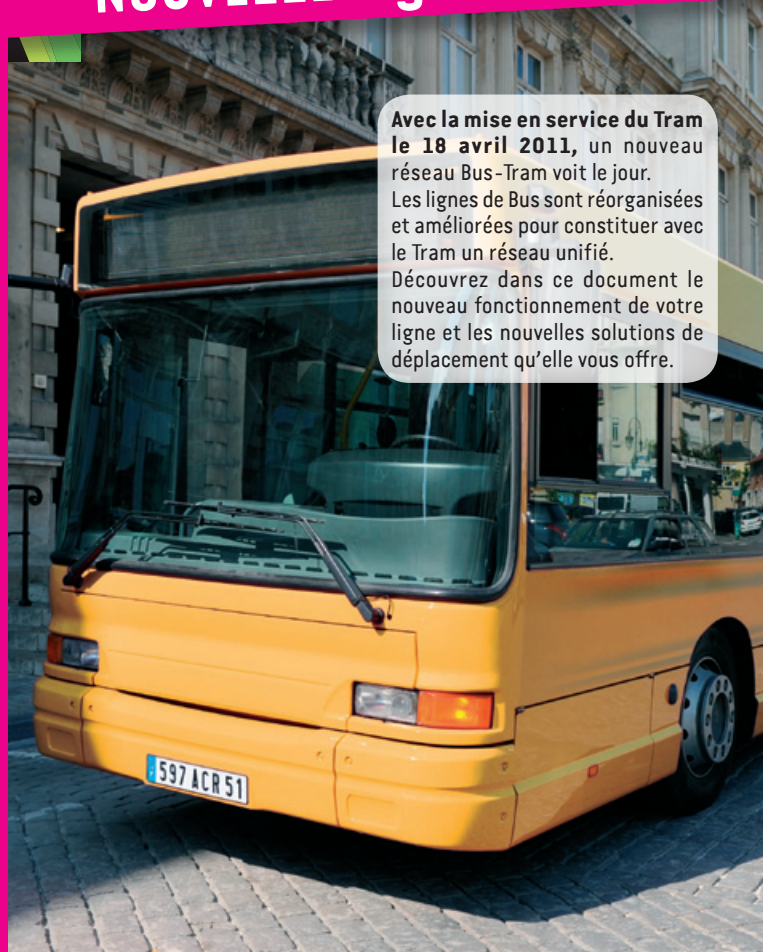 NOUVELLE
Avec la mise en service du Tram
le 18 avril 2011, un nouveau
réseau Bus-Tram voit le jour.
Les lignes de Bus sont réorganisées
et améliorées pour constituer avec
le Tram un réseau unifié.
Découvrez dans ce document le
nouveau fonctionnement de votre
ligne et les nouvelles solutions de
déplacement qu'elle vous offre.
597 ACR 51